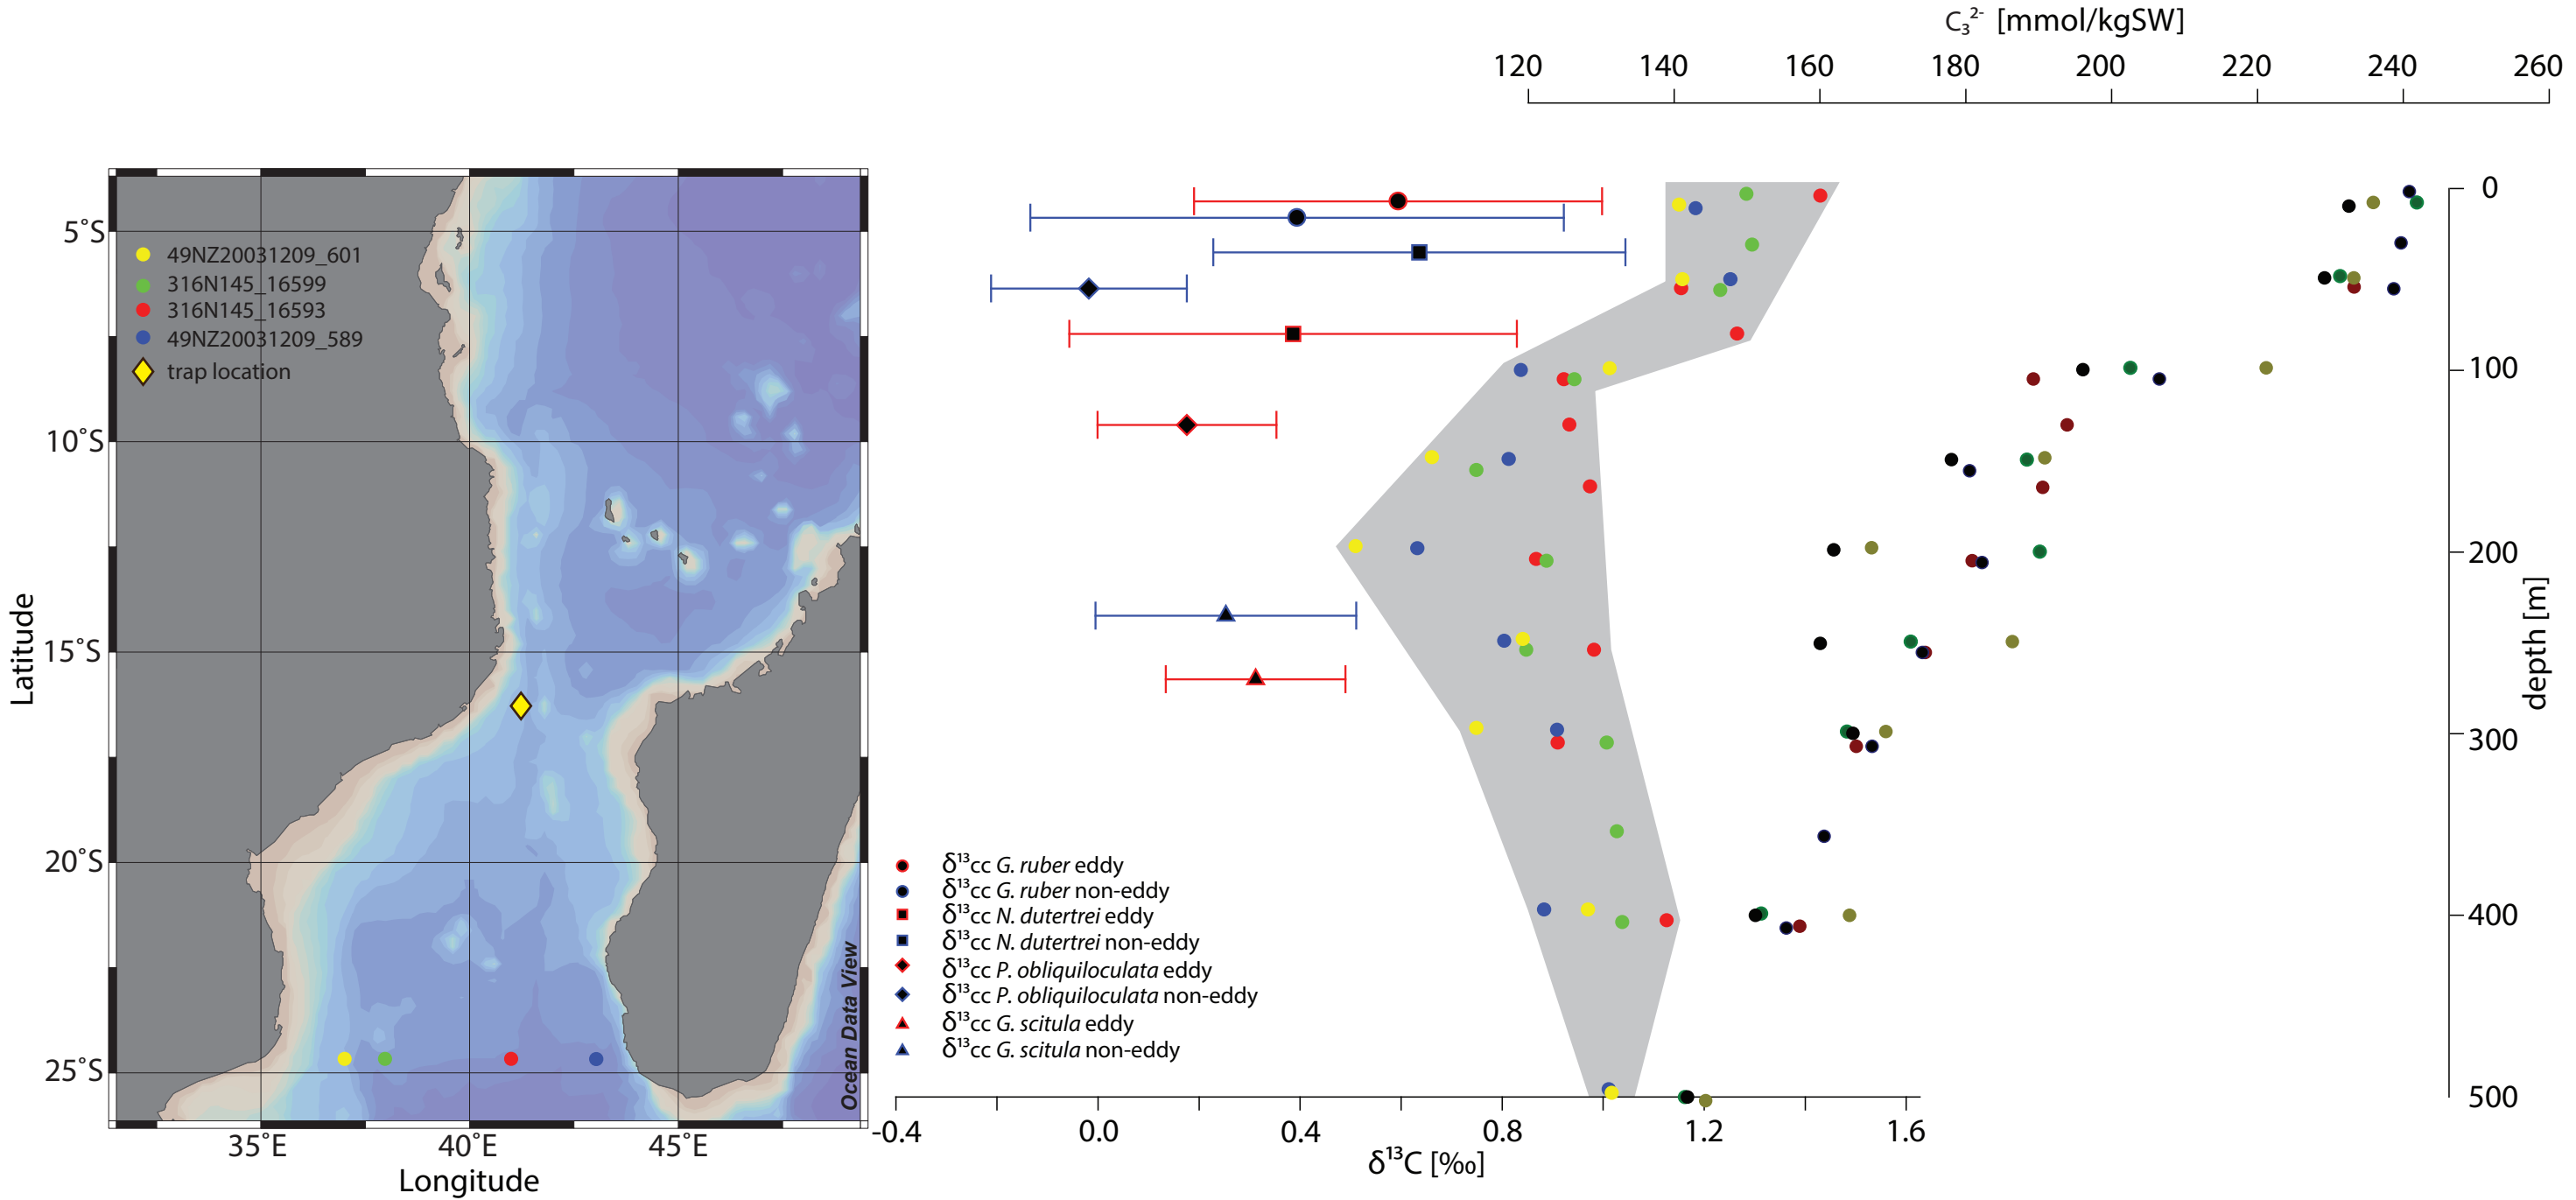 C₃²⁻ [mmol/kgSW]
120 140 160 180 200 220 240 260
5˚S
10˚S
15˚S
20˚S
25˚S
Latitude
49NZ20031209_601
316N145_16599
316N145_16593
49NZ20031209_589
trap location
Ocean Data View
35˚E 40˚E 45˚E
Longitude
δ¹³cc G. ruber eddy
δ¹³cc G. ruber non-eddy
δ¹³cc N. dutertrei eddy
δ¹³cc N. dutertrei non-eddy
δ¹³cc P. obliquiloculata eddy
δ¹³cc P. obliquiloculata non-eddy
δ¹³cc G. scitula eddy
δ¹³cc G. scitula non-eddy
-0.4 0.0 0.4 0.8 1.2 1.6
δ¹³C [‰]
0
100
200
300
400
500
depth [m]